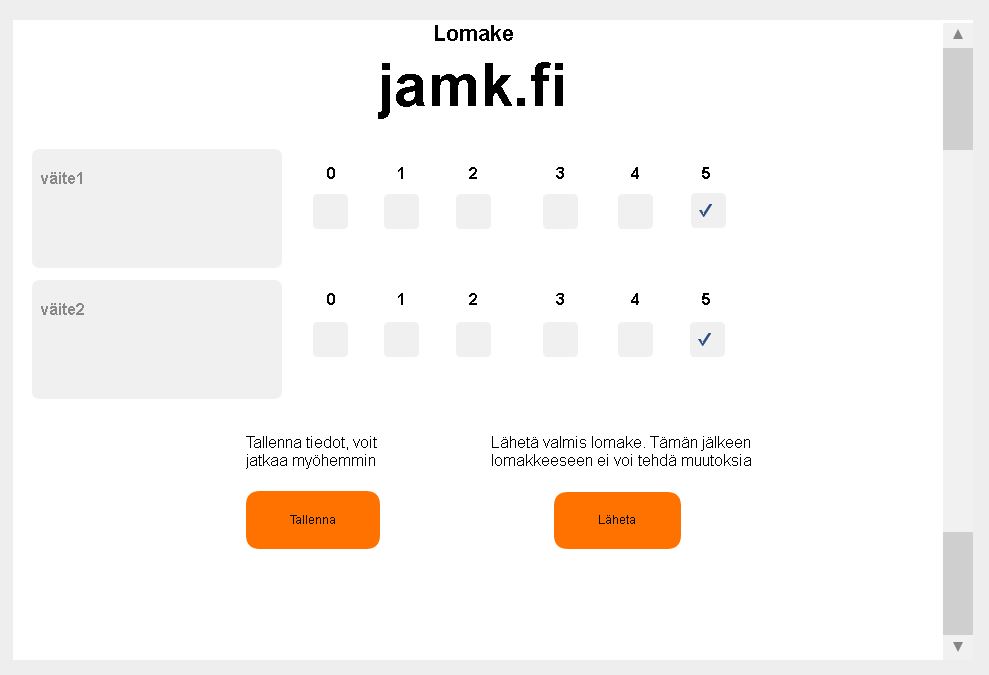 Lomake
jamk.fi
väite1
0 1 2 3 4 5
väite2
0 1 2 3 4 5
Tallenna tiedot, voit
jatkaa myöhemmin
Lähetä valmis lomake. Tämän jälkeen
lomakkeeseen ei voi tehdä muutoksia
Tallenna
Läheta